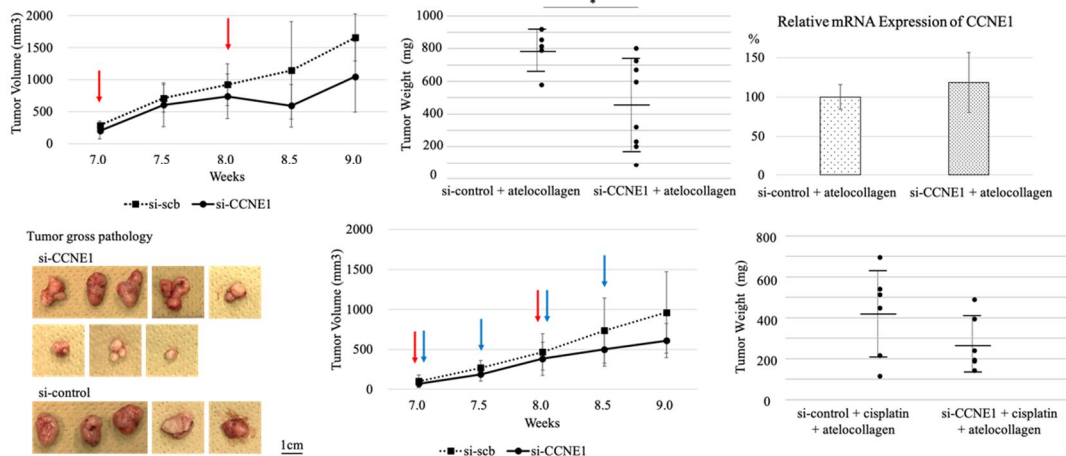 Tumor Volume (mm3)
2000
1500
1000
500
0
7.0 7.5 8.0 8.5 9.0
Weeks
si-scb si-CCNE1
*
Tumor Weight (mg)
1000
800
600
400
200
0
si-control + atelocollagen si-CCNE1 + atelocollagen
Relative mRNA Expression of CCNE1
%
150
100
50
0
si-control + atelocollagen si-CCNE1 + atelocollagen
Tumor gross pathology
si-CCNE1
si-control
1cm
Tumor Volume (mm3)
2000
1500
1000
500
0
7.0 7.5 8.0 8.5 9.0
Weeks
si-scb si-CCNE1
Tumor Weight (mg)
800
600
400
200
0
si-control + cisplatin si-CCNE1 + cisplatin
+ atelocollagen + atelocollagen